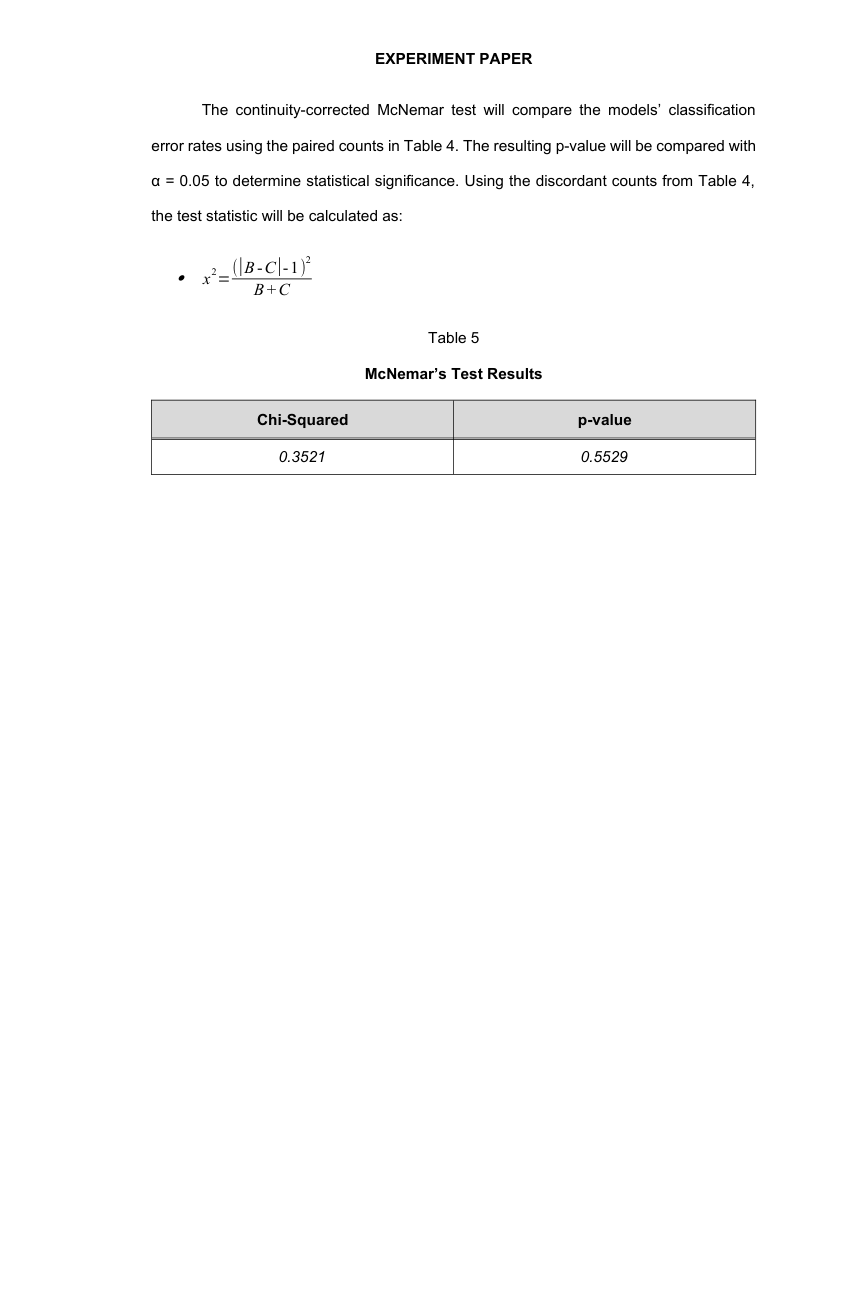 EXPERIMENT PAPER
The continuity-corrected McNemar test will compare the models’ classification
error rates using the paired counts in Table 4. The resulting p-value will be compared with
α = 0.05 to determine statistical significance. Using the discordant counts from Table 4,
the test statistic will be calculated as:
• x²=(|B-C|-1)²/B+C
Table 5
McNemar’s Test Results
Chi-Squared p-value
0.3521 0.5529